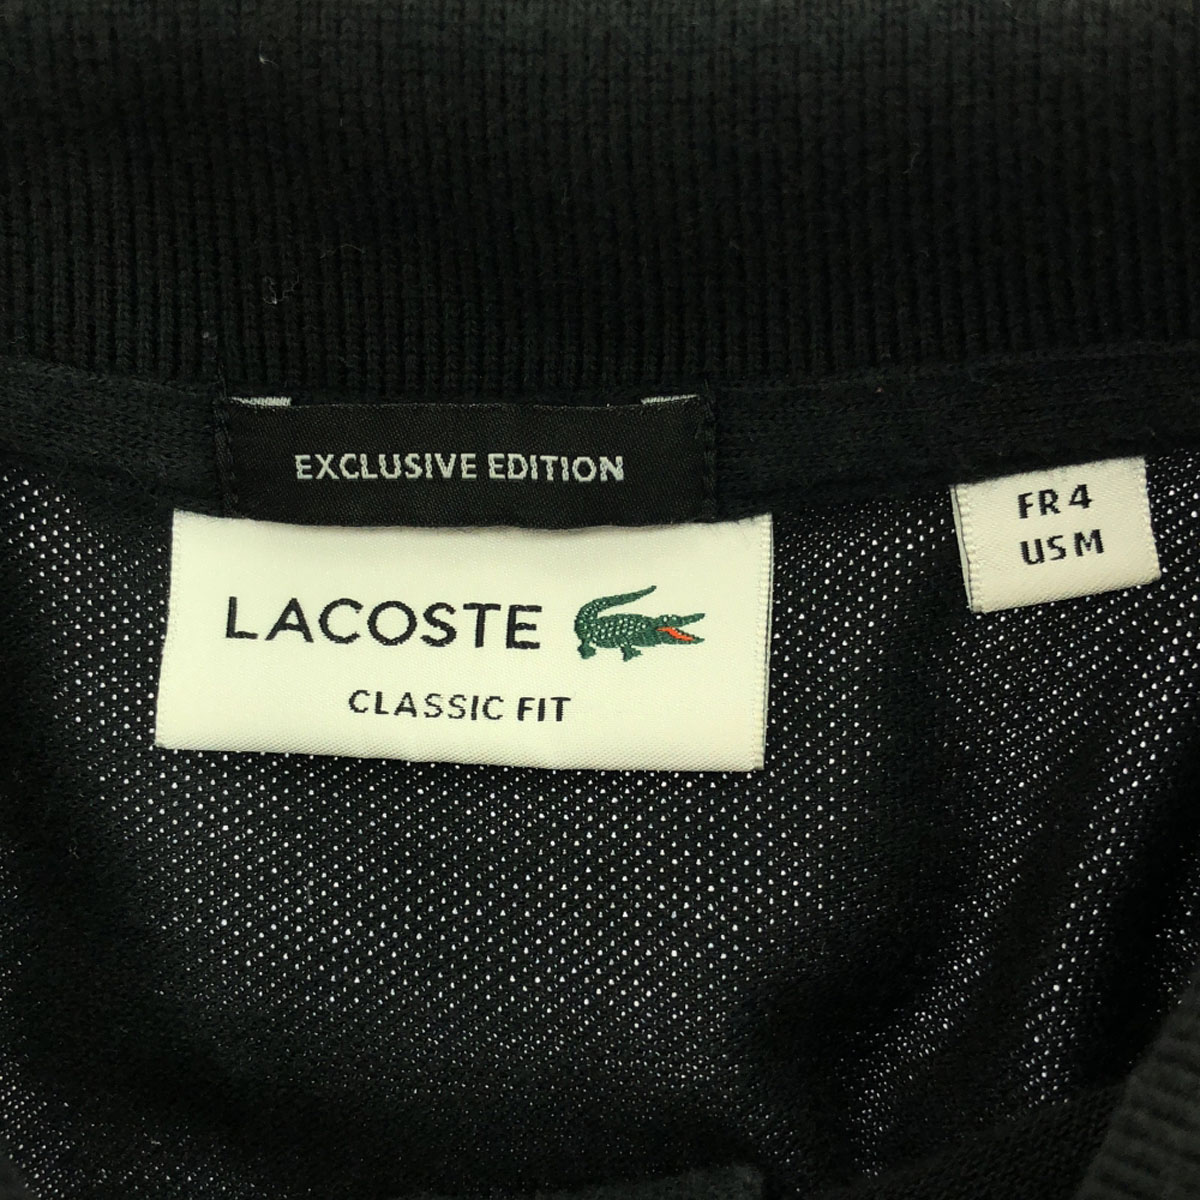 EXCLUSIVE EDITION
LACOSTE
CLASSIC FIT
FR 4
US M